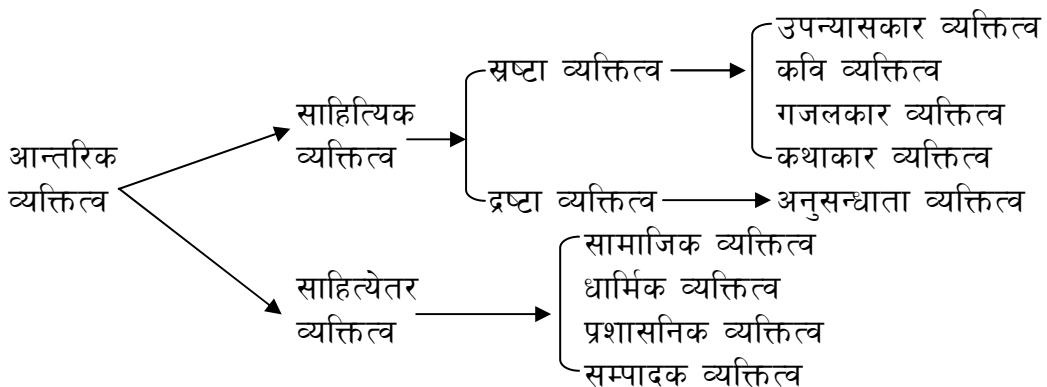 आन्तरिक
व्यक्तित्व
साहित्यिक
व्यक्तित्व
स्रष्टा व्यक्तित्व
उपन्यासकार व्यक्तित्व
कवि व्यक्तित्व
गजलकार व्यक्तित्व
कथाकार व्यक्तित्व
द्रष्टा व्यक्तित्व
अनुसन्धाता व्यक्तित्व
साहित्येतर
व्यक्तित्व
सामाजिक व्यक्तित्व
धार्मिक व्यक्तित्व
प्रशासनिक व्यक्तित्व
सम्पादक व्यक्तित्व